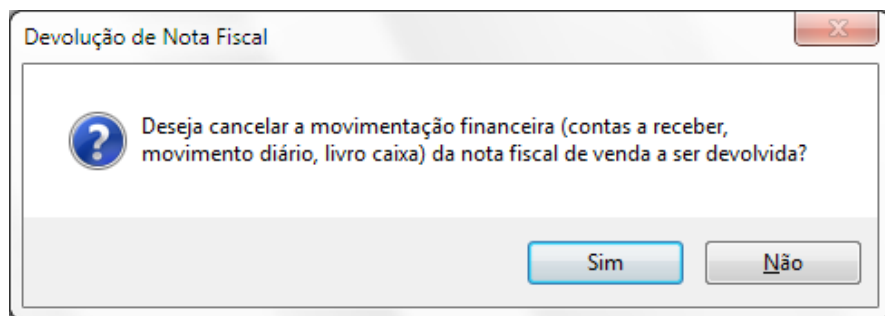 Devolução de Nota Fiscal
Deseja cancelar a movimentação financeira (contas a receber,
movimento diário, livro caixa) da nota fiscal de venda a ser devolvida?
Sim
Não